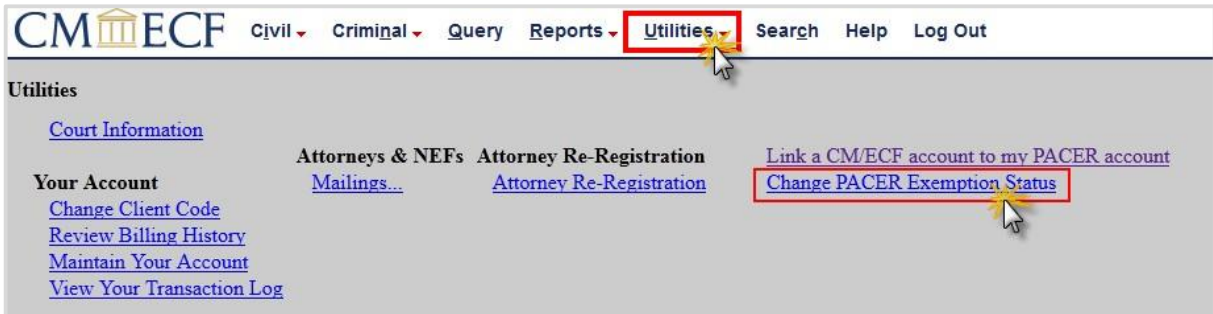 CM ECF Civil Criminal Query Reports Utilities Search Help Log Out
Utilities
Court Information
Attorneys & NEFs Attorney Re-Registration Link a CM/ECF account to my PACER account
Your Account Mailings... Attorney Re-Registration Change PACER Exemption Status
Change Client Code
Review Billing History
Maintain Your Account
View Your Transaction Log